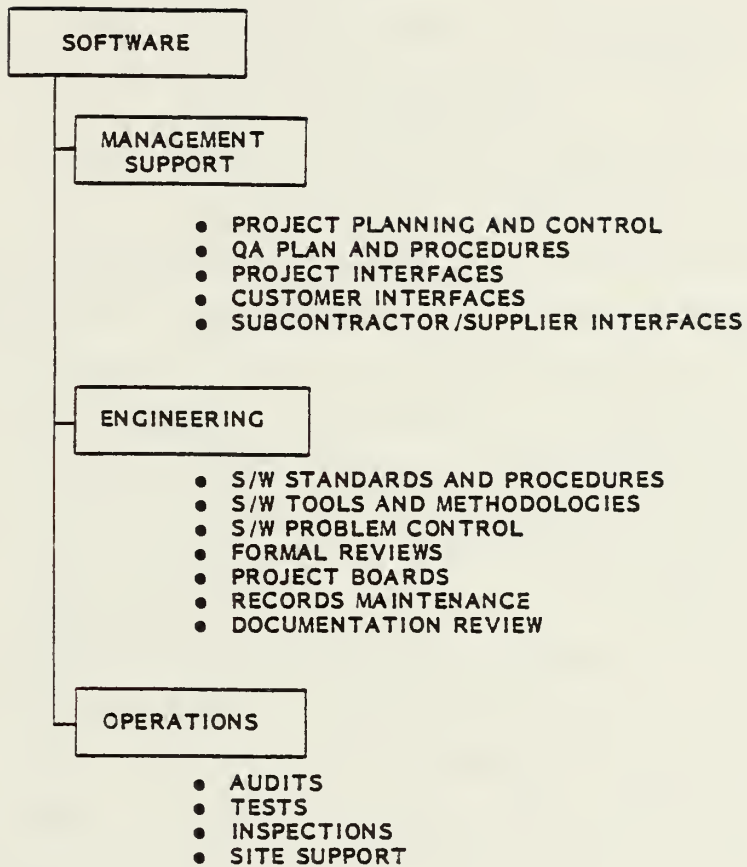 SOFTWARE
MANAGEMENT
SUPPORT
● PROJECT PLANNING AND CONTROL
● QA PLAN AND PROCEDURES
● PROJECT INTERFACES
● CUSTOMER INTERFACES
● SUBCONTRACTOR/SUPPLIER INTERFACES
ENGINEERING
● S/W STANDARDS AND PROCEDURES
● S/W TOOLS AND METHODOLOGIES
● S/W PROBLEM CONTROL
● FORMAL REVIEWS
● PROJECT BOARDS
● RECORDS MAINTENANCE
● DOCUMENTATION REVIEW
OPERATIONS
● AUDITS
● TESTS
● INSPECTIONS
● SITE SUPPORT